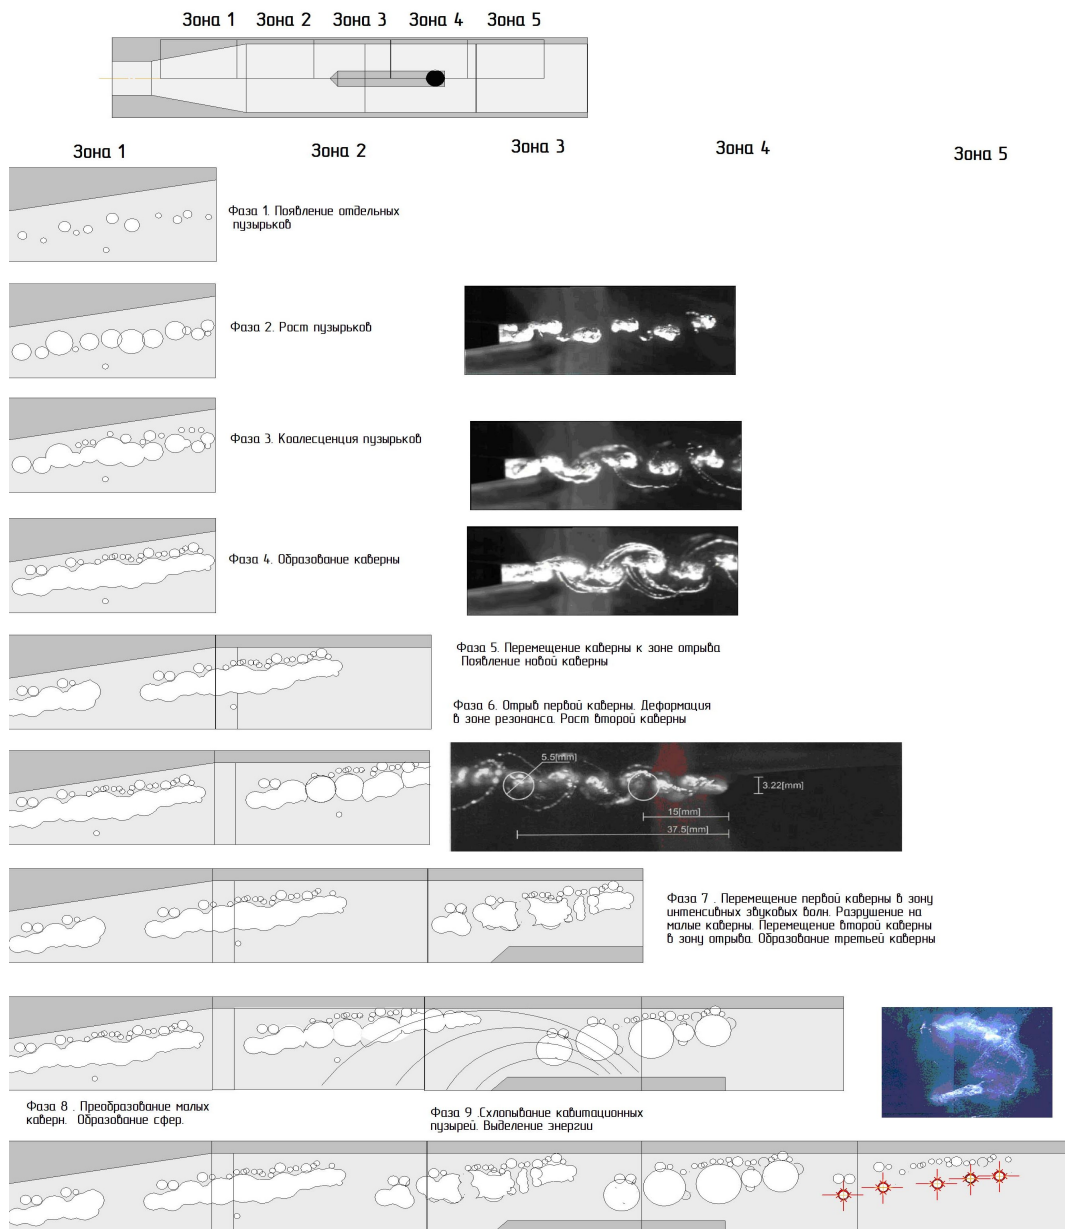 Зона 1 Зона 2 Зона 3 Зона 4 Зона 5
Зона 1 Зона 2 Зона 3 Зона 4 Зона 5
Фаза 1. Появление отдельных
пузырьков
Фаза 2. Рост пузырьков
Фаза 3. Коалесценция пузырьков
Фаза 4. Образование каверны
Фаза 5. Перемещение каверны к зоне отрыва
Появление новой каверны
Фаза 6. Отрыв первой каверны. Деформация
в зоне резонанса. Рост второй каверны
5.5[mm]
3.22[mm]
15[mm]
37.5[mm]
Фаза 7 . Перемещение первой каверны в зону
интенсивных звуковых волн. Разрушение на
малые каверны. Перемещение второй каверны
в зону отрыва. Образование третьей каверны
Фаза 8 . Преобразование малых
каверн. Образование сфер.
Фаза 9 .Схлопывание кавитационных
пузырей. Выделение энергии